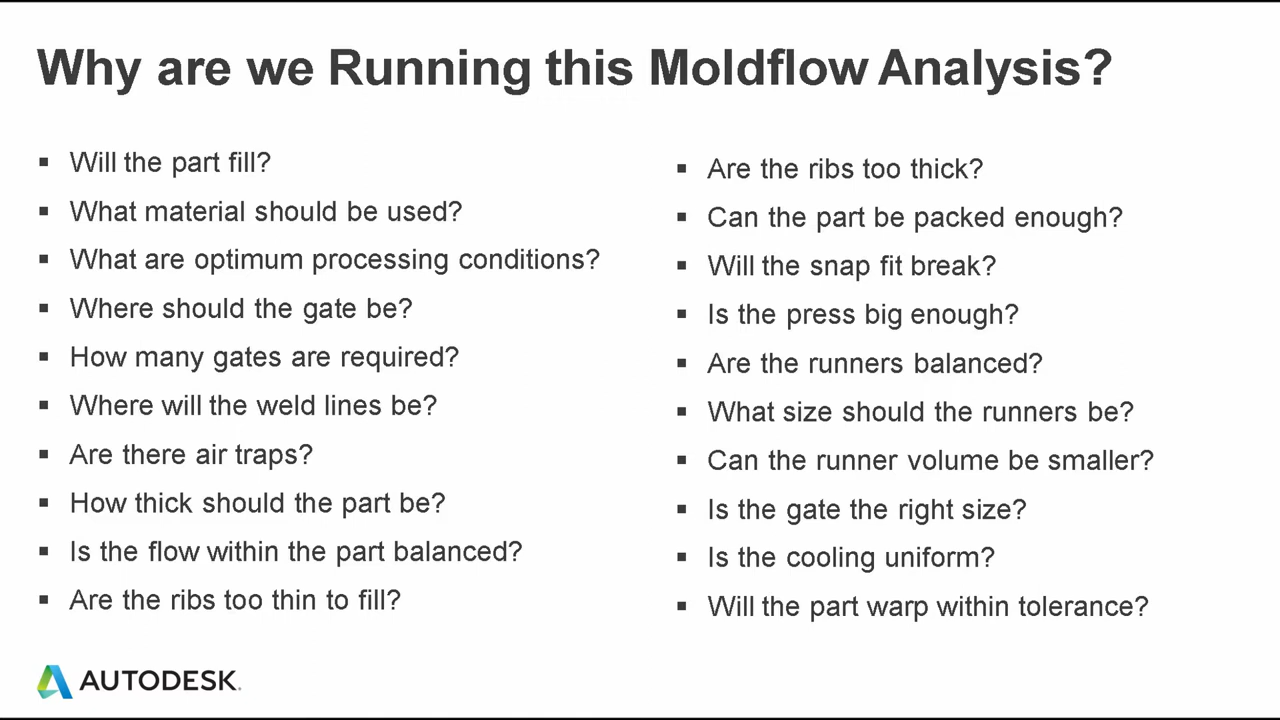 Why are we Running this Moldflow Analysis?
▪ Will the part fill?
▪ What material should be used?
▪ What are optimum processing conditions?
▪ Where should the gate be?
▪ How many gates are required?
▪ Where will the weld lines be?
▪ Are there air traps?
▪ How thick should the part be?
▪ Is the flow within the part balanced?
▪ Are the ribs too thin to fill?
▪ Are the ribs too thick?
▪ Can the part be packed enough?
▪ Will the snap fit break?
▪ Is the press big enough?
▪ Are the runners balanced?
▪ What size should the runners be?
▪ Can the runner volume be smaller?
▪ Is the gate the right size?
▪ Is the cooling uniform?
▪ Will the part warp within tolerance?
AUTODESK.